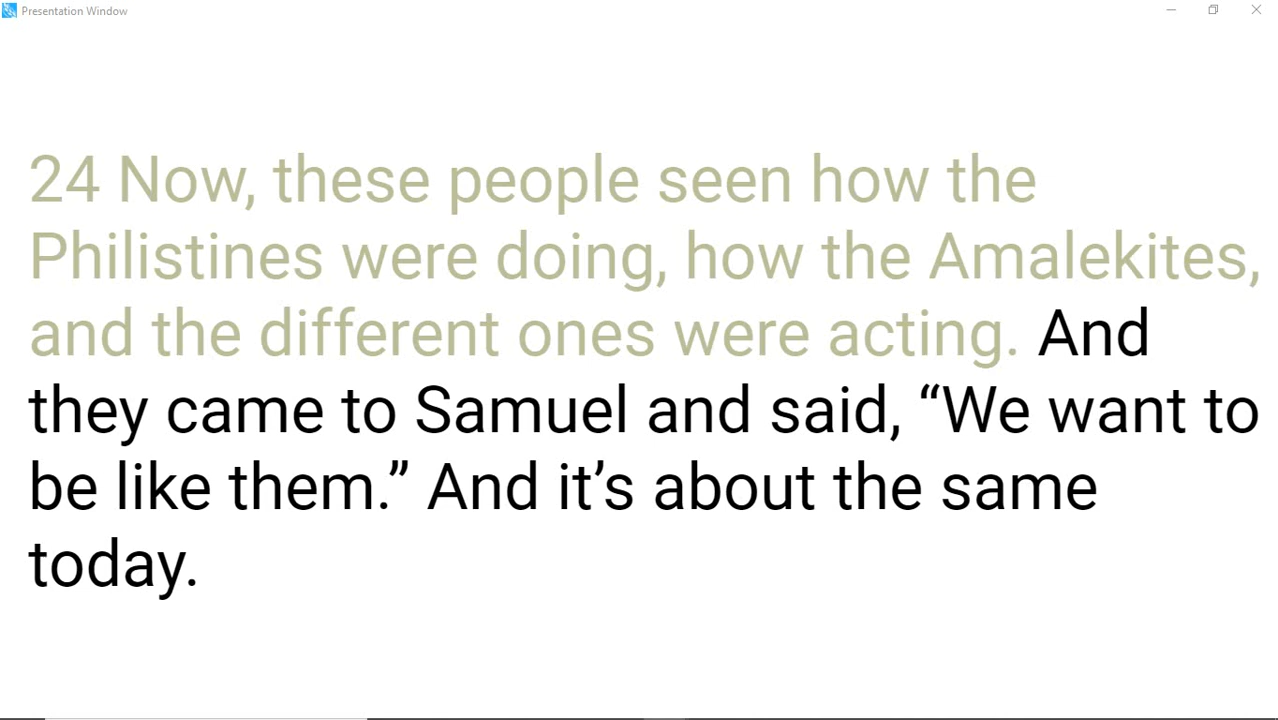 Presentation Window
24 Now, these people seen how the
Philistines were doing, how the Amalekites,
and the different ones were acting. And
they came to Samuel and said, “We want to
be like them.” And it’s about the same
today.